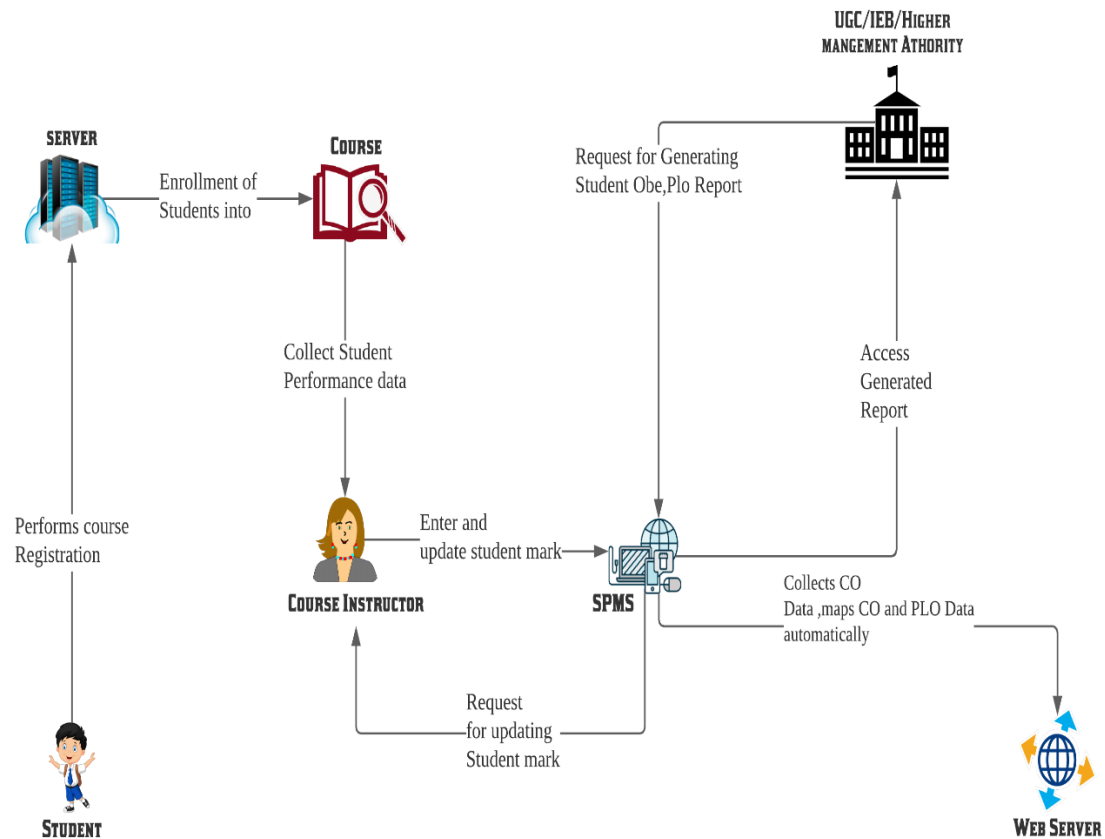 UGC/IEB/Higher
mangement Athority
server
Course
Enrollment of
Students into
Request for Generating
Student Obe,Plo Report
Collect Student
Performance data
Access
Generated
Report
Performs course
Registration
Enter and
update student mark
Course Instructor
SPMS
Collects CO
Data ,maps CO and PLO Data
automatically
Request
for updating
Student mark
Student
Web Server